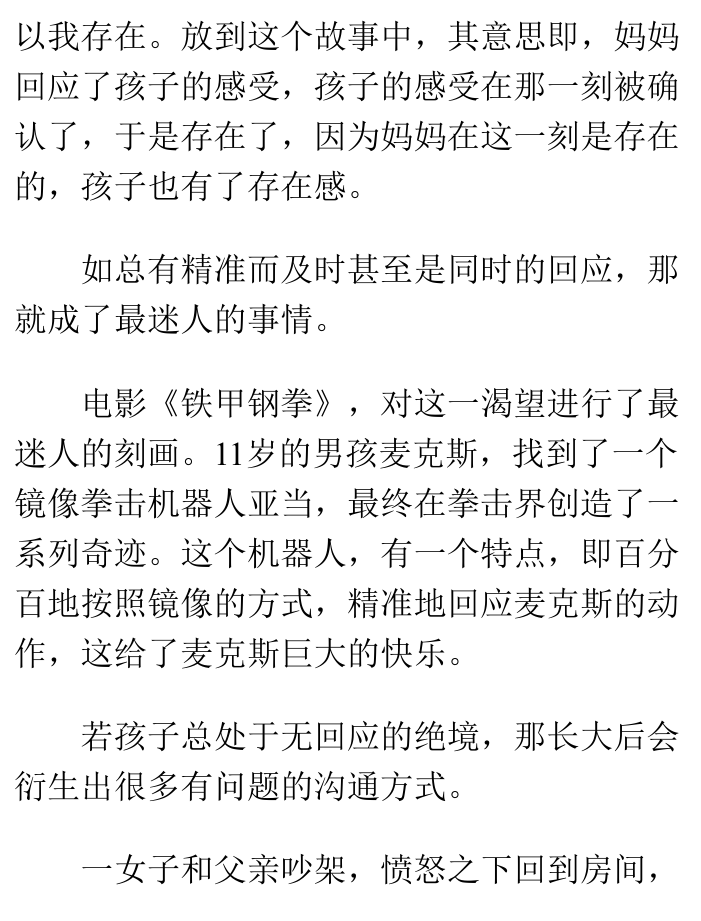 以我存在。放到这个故事中，其意思即，妈妈
回应了孩子的感受，孩子的感受在那一刻被确
认了，于是存在了，因为妈妈在这一刻是存在
的，孩子也有了存在感。
如总有精准而及时甚至是同时的回应，那
就成了最迷人的事情。
电影《铁甲钢拳》，对这一渴望进行了最
迷人的刻画。11岁的男孩麦克斯，找到了一个
镜像拳击机器人亚当，最终在拳击界创造了一
系列奇迹。这个机器人，有一个特点，即百分
百地按照镜像的方式，精准地回应麦克斯的动
作，这给了麦克斯巨大的快乐。
若孩子总处于无回应的绝境，那长大后会
衍生出很多有问题的沟通方式。
一女子和父亲吵架，愤怒之下回到房间，